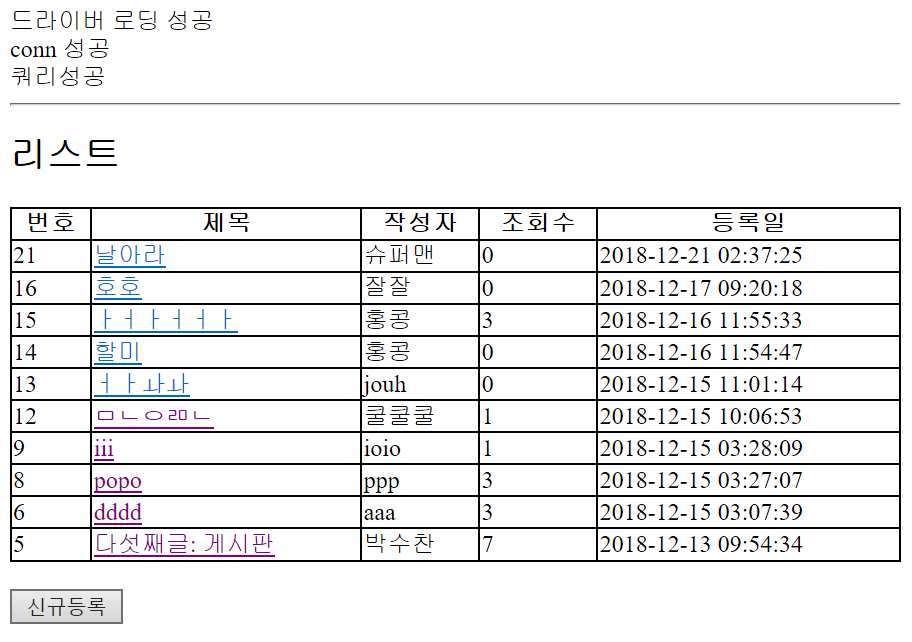 드라이버 로딩 성공
conn 성공
쿼리성공
리스트
번호 제목 작성자 조회수 등록일
21 날아라 슈퍼맨 0 2018-12-21 02:37:25
16 호호 잘잘 0 2018-12-17 09:20:18
15 ㅏㅓㅏㅓㅓㅏ 홍콩 3 2018-12-16 11:55:33
14 할미 홍콩 0 2018-12-16 11:54:47
13 ㅓㅏㅘㅘ jouh 0 2018-12-15 11:01:14
12 ㅁㄴㅇㄻㄴ 쿨쿨쿨 1 2018-12-15 10:06:53
9 iii ioio 1 2018-12-15 03:28:09
8 popo ppp 3 2018-12-15 03:27:07
6 dddd aaa 3 2018-12-15 03:07:39
5 다섯째글: 게시판 박수찬 7 2018-12-13 09:54:34
신규등록